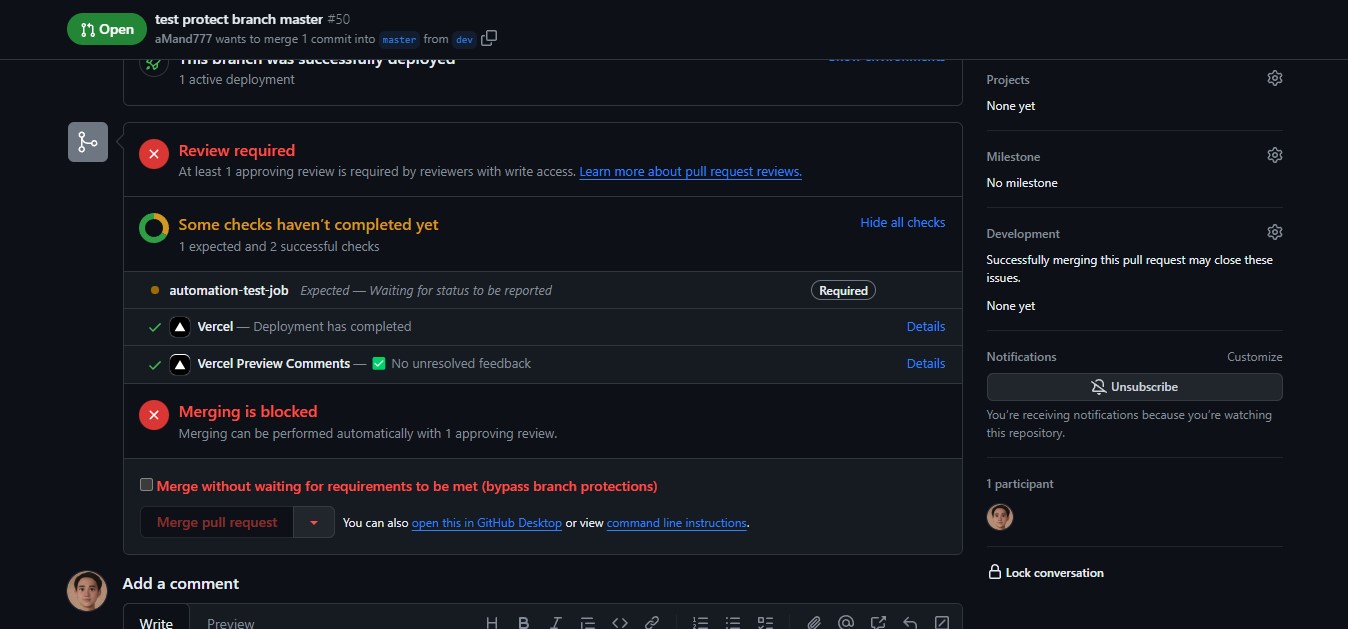 Open
test protect branch master #50
aMand777 wants to merge 1 commit into master from dev
This branch was successfully deployed
Show environments
1 active deployment
Review required
At least 1 approving review is required by reviewers with write access. Learn more about pull request reviews.
Some checks haven't completed yet
Hide all checks
1 expected and 2 successful checks
automation-test-job Expected — Waiting for status to be reported
Required
Vercel — Deployment has completed
Details
Vercel Preview Comments — ✅ No unresolved feedback
Details
Merging is blocked
Merging can be performed automatically with 1 approving review.
Merge without waiting for requirements to be met (bypass branch protections)
Merge pull request
You can also open this in GitHub Desktop or view command line instructions.
Add a comment
Write
Preview
Projects
None yet
Milestone
No milestone
Development
Successfully merging this pull request may close these
issues.
None yet
Notifications
Customize
Unsubscribe
You're receiving notifications because you're watching
this repository.
1 participant
Lock conversation